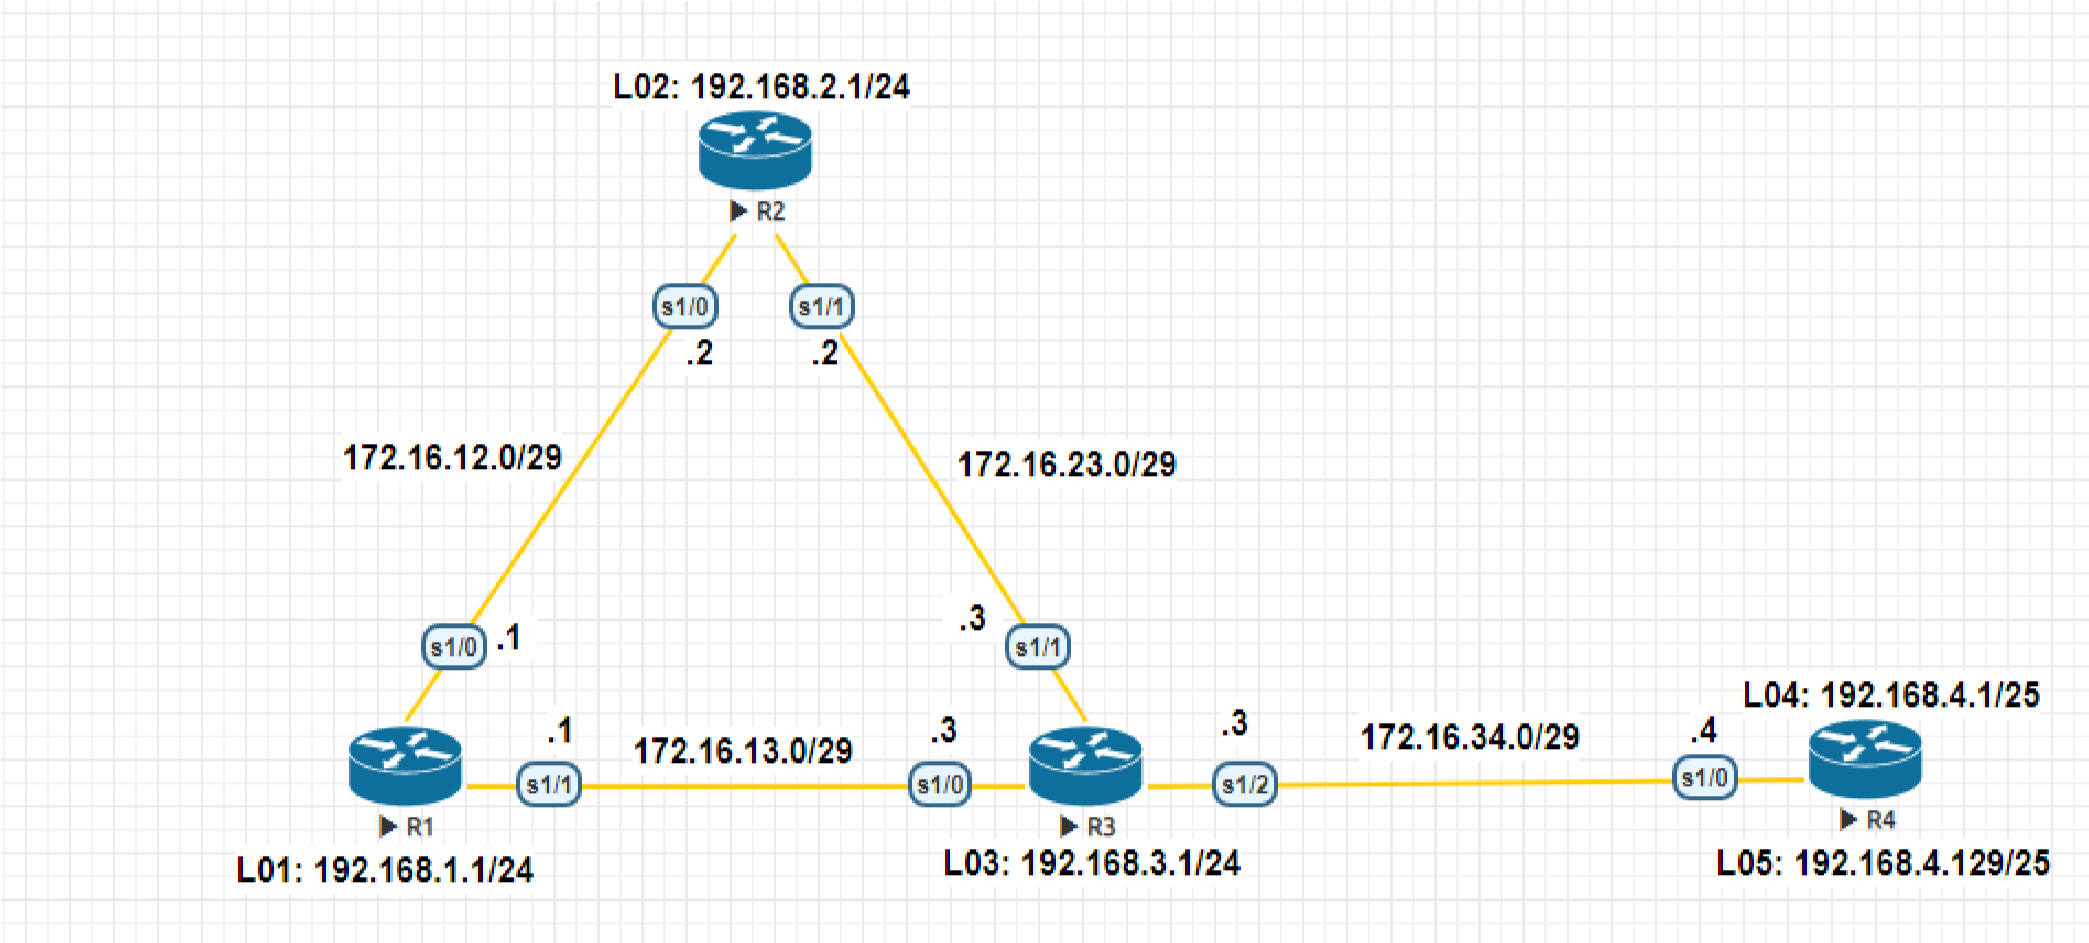 L02: 192.168.2.1/24
R2
s1/0
s1/1
.2
.2
172.16.12.0/29
172.16.23.0/29
.3
s1/0
.1
s1/1
L04: 192.168.4.1/25
.1
.3
.3
172.16.34.0/29
.4
172.16.13.0/29
s1/1
s1/0
s1/2
s1/0
R1
R3
R4
L01: 192.168.1.1/24
L03: 192.168.3.1/24
L05: 192.168.4.129/25